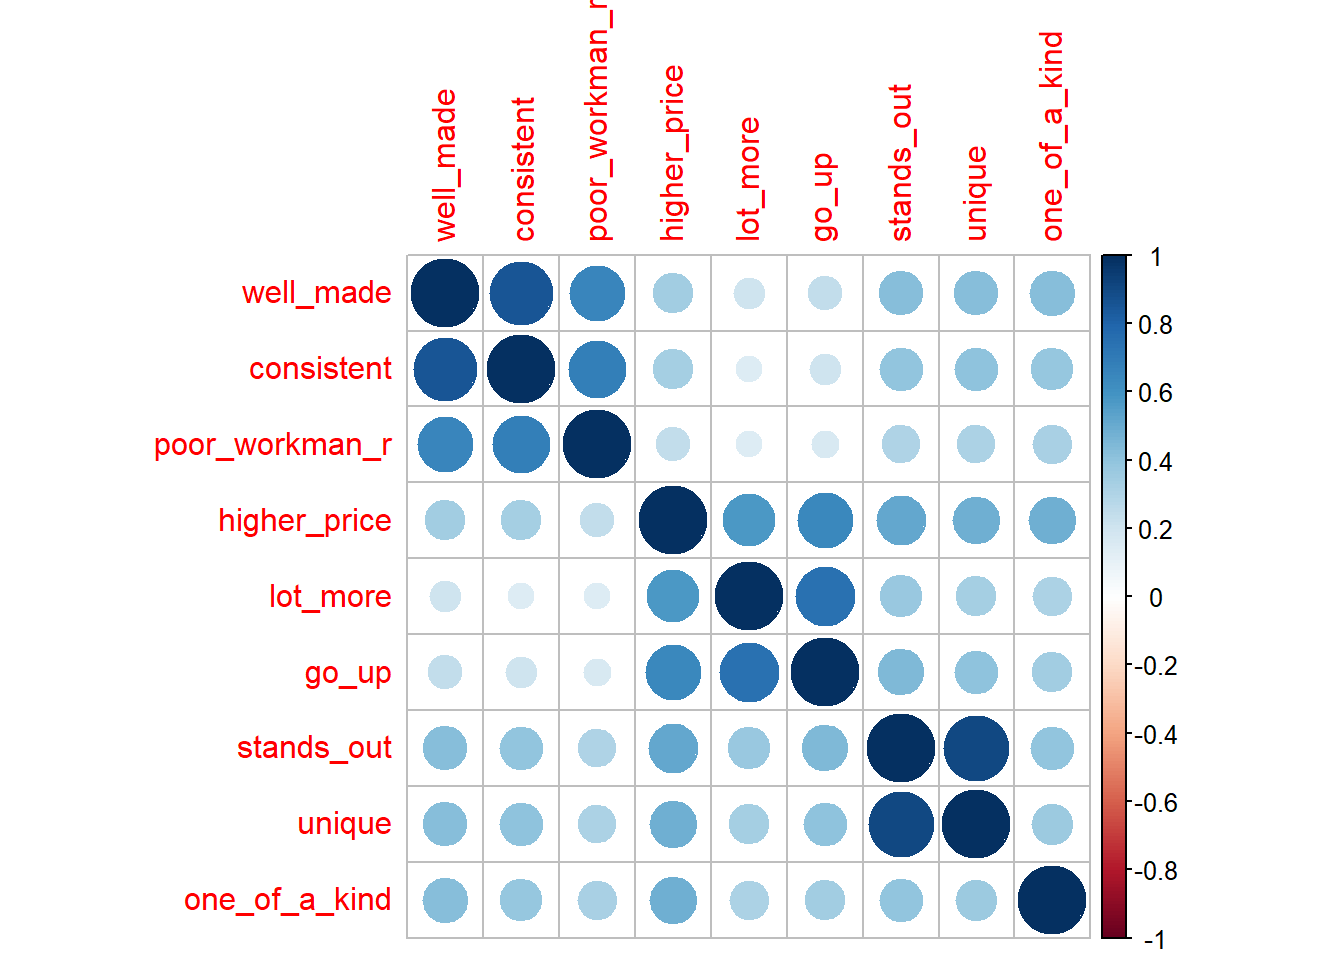 well_made
consistent
poor_workman_r
higher_price
lot_more
go_up
stands_out
unique
one_of_a_kind
well_made
consistent
poor_workman_r
higher_price
lot_more
go_up
stands_out
unique
one_of_a_kind
1
0.8
0.6
0.4
0.2
0
-0.2
-0.4
-0.6
-0.8
-1